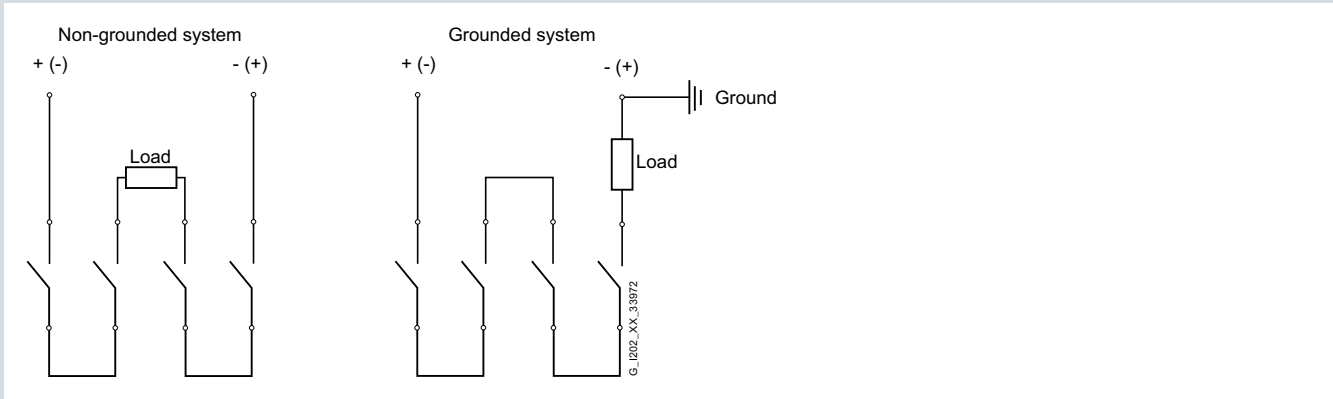 Non-grounded system
+ (-)
- (+)
Load
Grounded system
+ (-)
- (+)
Ground
Load
G_I202_XX_33972